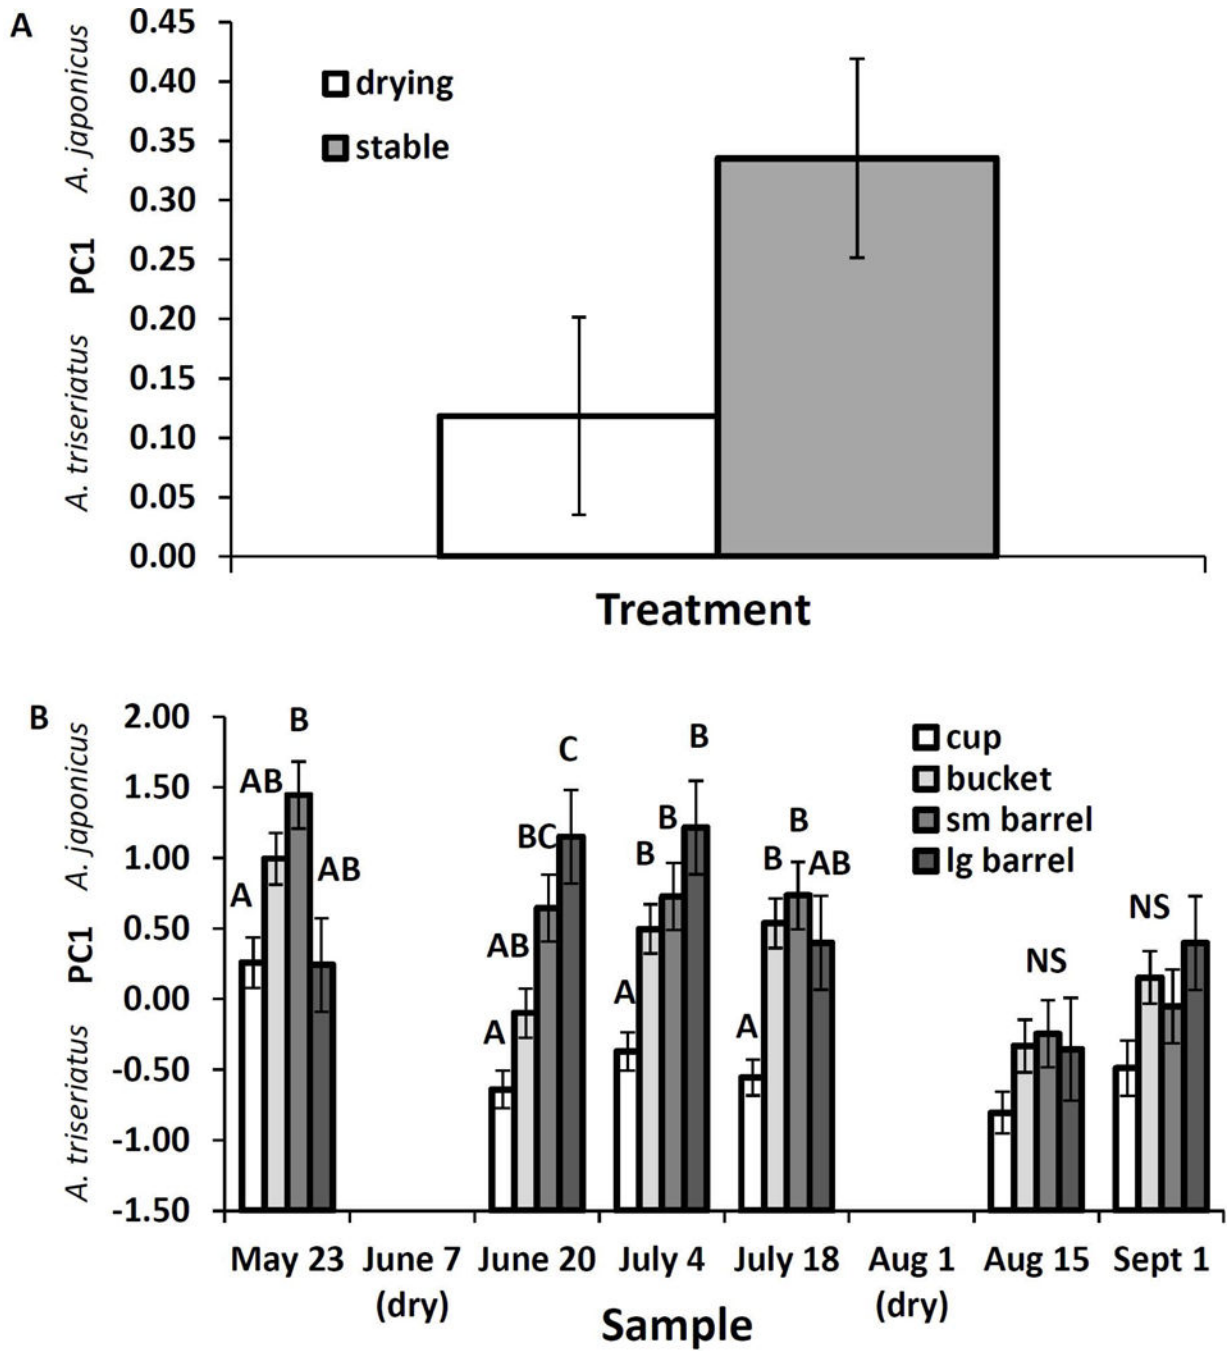 A
A. triseriatus PC1 A. japonicus
0.45
0.40
0.35
0.30
0.25
0.20
0.15
0.10
0.05
0.00
drying
stable
Treatment
B
A. triseriatus PC1 A. japonicus
2.00
1.50
1.00
0.50
0.00
-0.50
-1.00
-1.50
cup
bucket
sm barrel
lg barrel
A AB B AB
A AB BC C
A B B B
A B B AB
NS
NS
May 23 June 7 June 20 July 4 July 18 Aug 1 Aug 15 Sept 1
(dry) (dry)
Sample